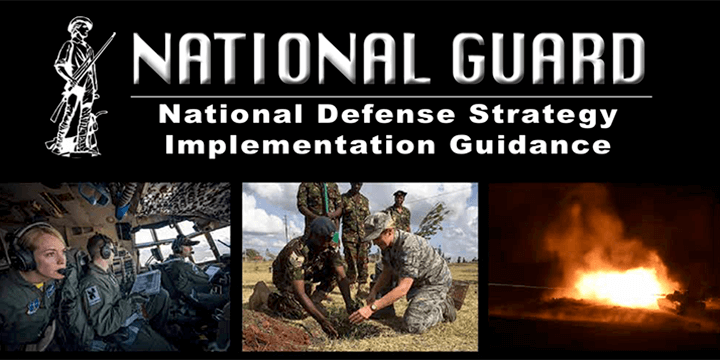 NATIONAL GUARD
National Defense Strategy
Implementation Guidance